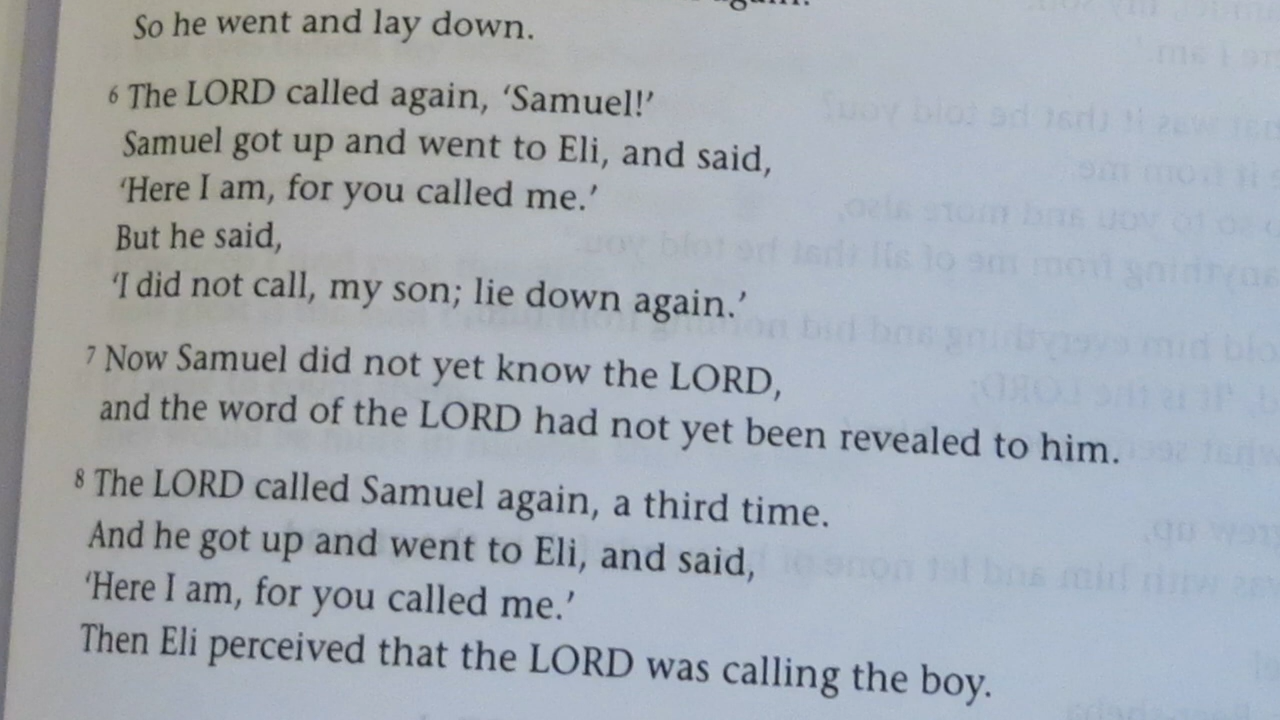 So he went and lay down.
6 The LORD called again, ‘Samuel!’
Samuel got up and went to Eli, and said,
‘Here I am, for you called me.’
But he said,
‘I did not call, my son; lie down again.’
7 Now Samuel did not yet know the LORD,
and the word of the LORD had not yet been revealed to him.
8 The LORD called Samuel again, a third time.
And he got up and went to Eli, and said,
‘Here I am, for you called me.’
Then Eli perceived that the LORD was calling the boy.